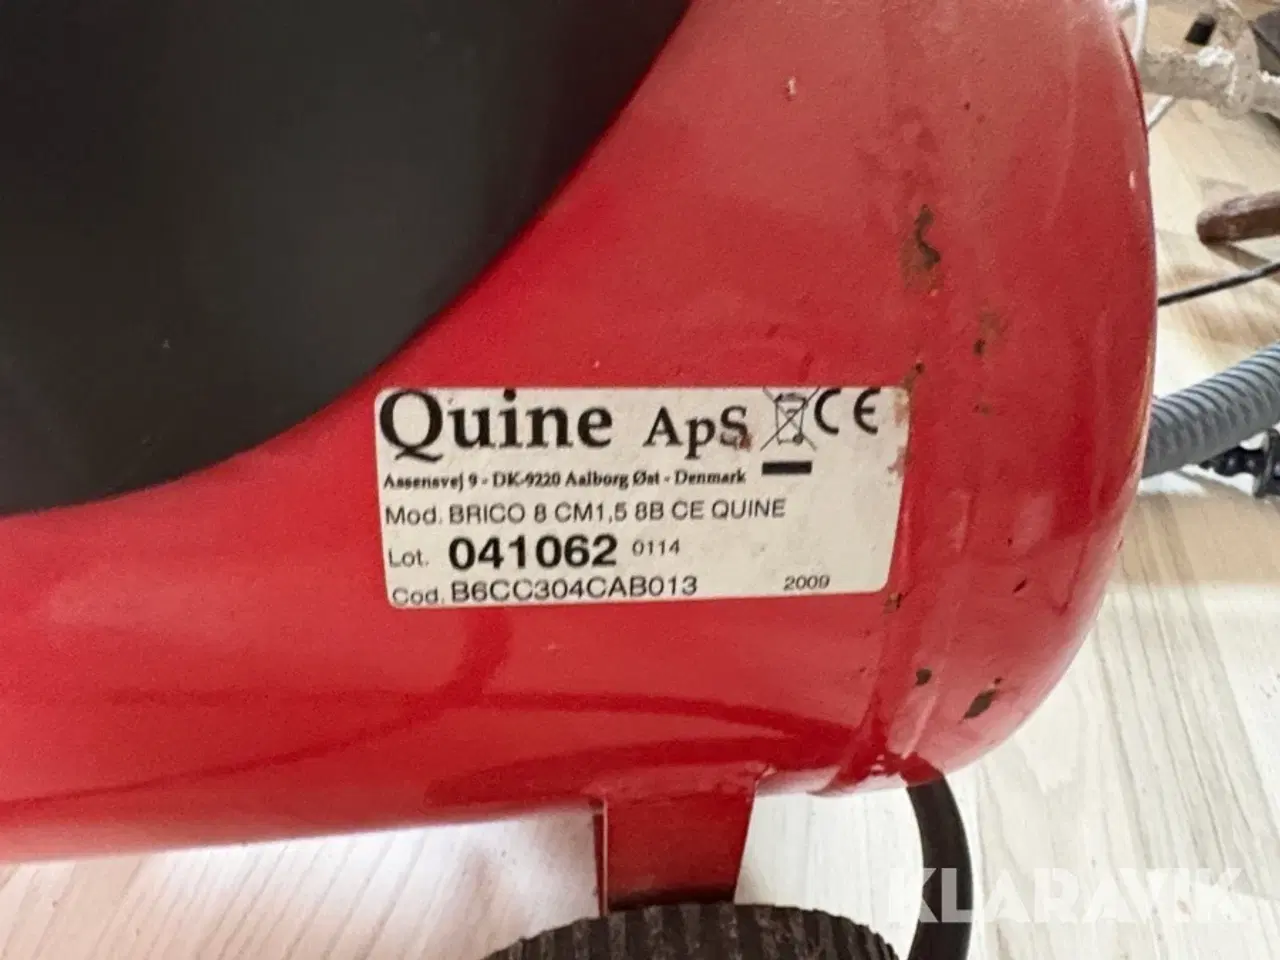 Quine ApS CE
Assensvej 9 - DK-9220 Aalborg Øst - Denmark
Mod. BRICO 8 CM1,5 8B CE QUINE
Lot. 041062 0114
Cod. B6CC304CAB013 2009
KLARAVIK